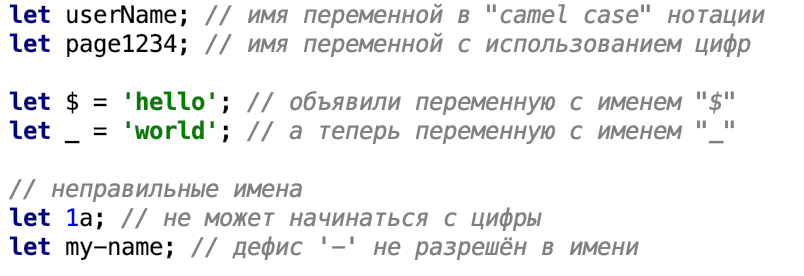 let userName; // имя переменной в "camel case" нотации
let page1234; // имя переменной с использованием цифр
let $ = 'hello'; // объявили переменную с именем "$"
let _ = 'world'; // а теперь переменную с именем "_"
// неправильные имена
let 1a; // не может начинаться с цифры
let my-name; // дефис '-' не разрешён в имени